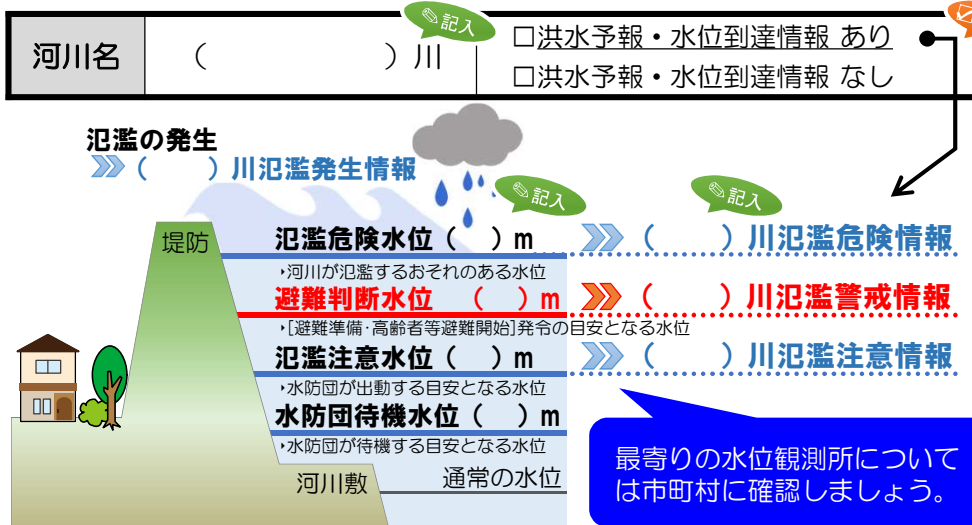 記入
河川名 ( )川
□洪水予報・水位到達情報 あり
□洪水予報・水位到達情報 なし
氾濫の発生
( )川氾濫発生情報
記入
記入
堤防
氾濫危険水位 ( ) m ( )川氾濫危険情報
・河川が氾濫するおそれのある水位
避難判断水位 ( ) m ( )川氾濫警戒情報
・[避難準備・高齢者等避難開始]発令の目安となる水位
氾濫注意水位 ( ) m ( )川氾濫注意情報
・水防団が出動する目安となる水位
水防団待機水位 ( ) m
・水防団が待機する目安となる水位
河川敷 通常の水位
最寄りの水位観測所について
は市町村に確認しましょう。